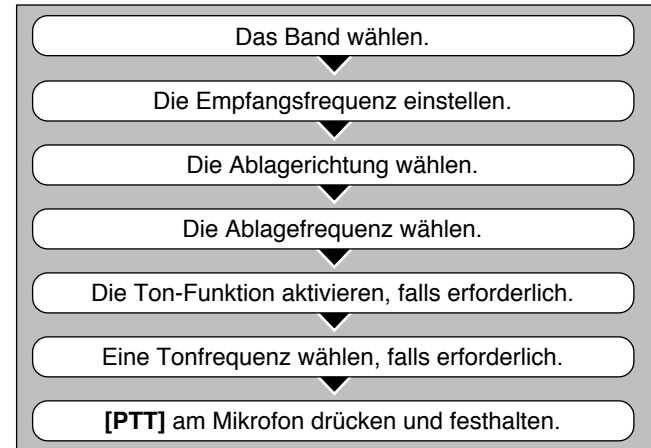 Das Band wählen.
Die Empfangsfrequenz einstellen.
Die Ablagerichtung wählen.
Die Ablagefrequenz wählen.
Die Ton-Funktion aktivieren, falls erforderlich.
Eine Tonfrequenz wählen, falls erforderlich.
[PTT] am Mikrofon drücken und festhalten.